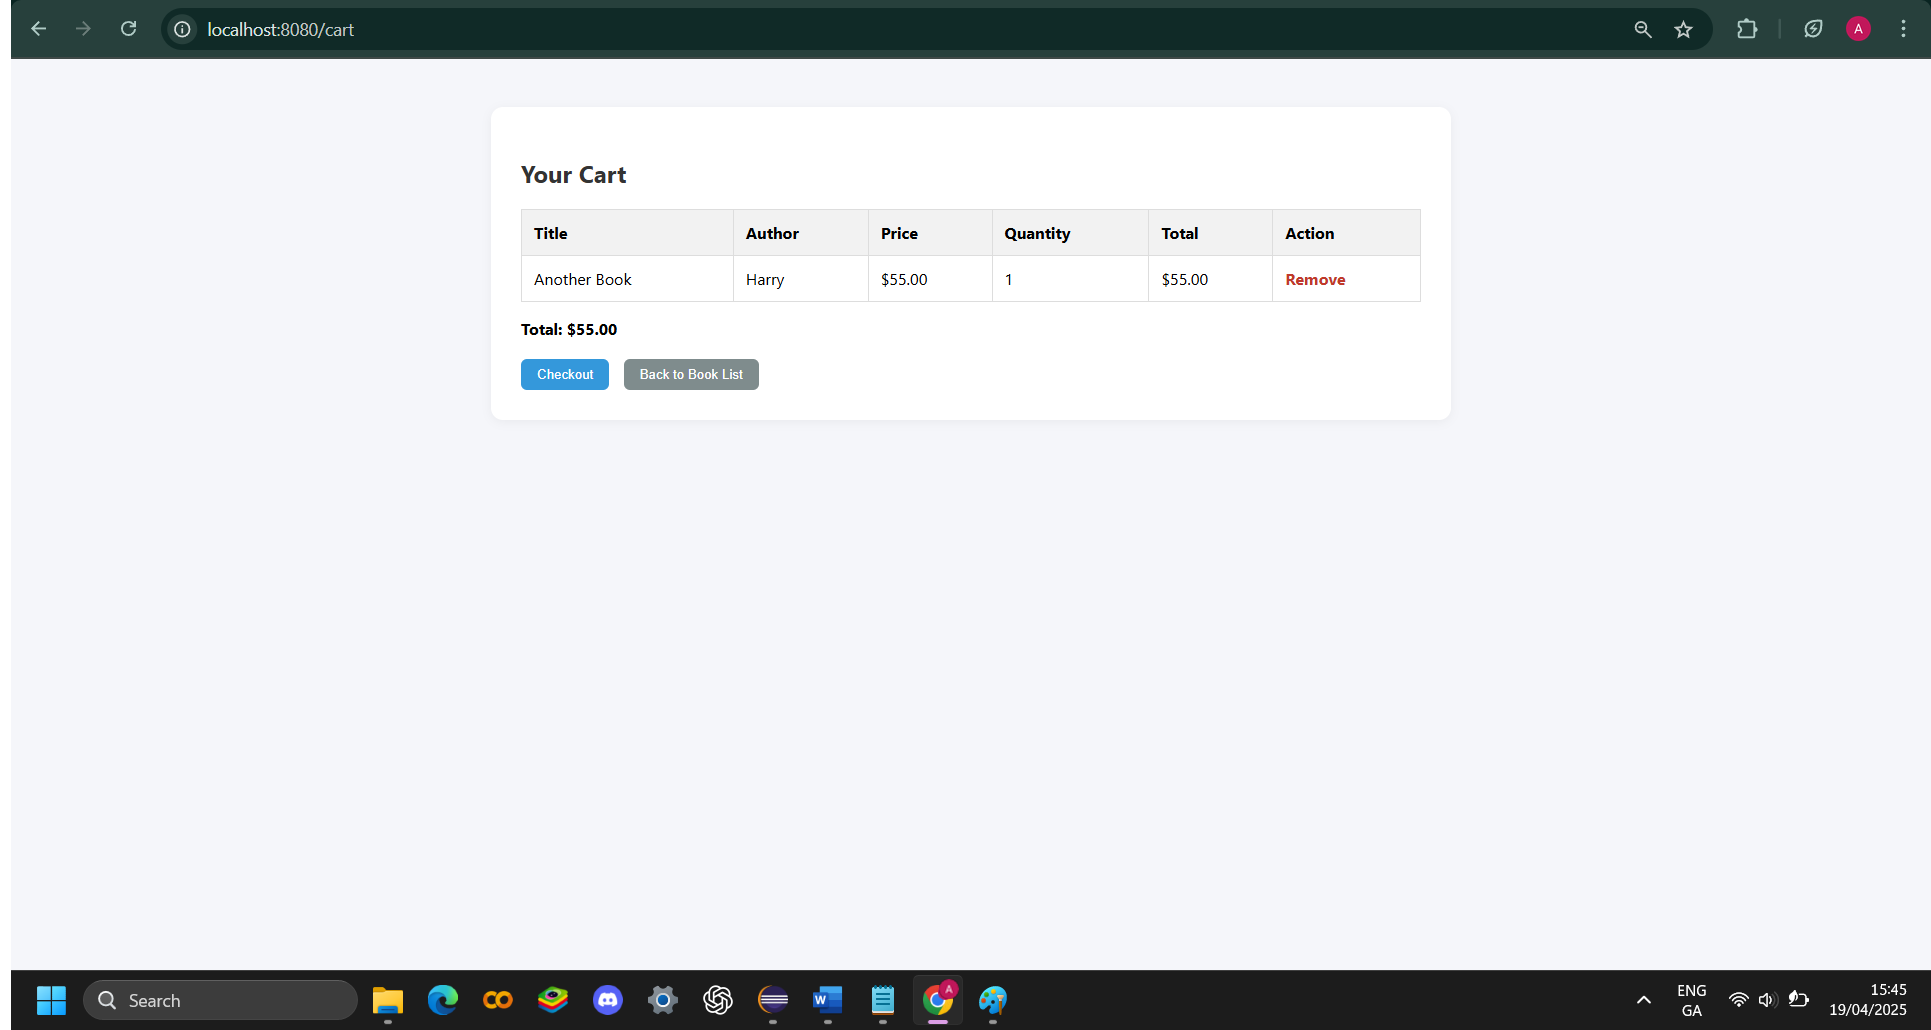 localhost:8080/cart
A
Your Cart
Title Author Price Quantity Total Action
Another Book Harry $55.00 1 $55.00 Remove
Total: $55.00
Checkout Back to Book List
Search
W
A
ENG
GA
15:45
19/04/2025